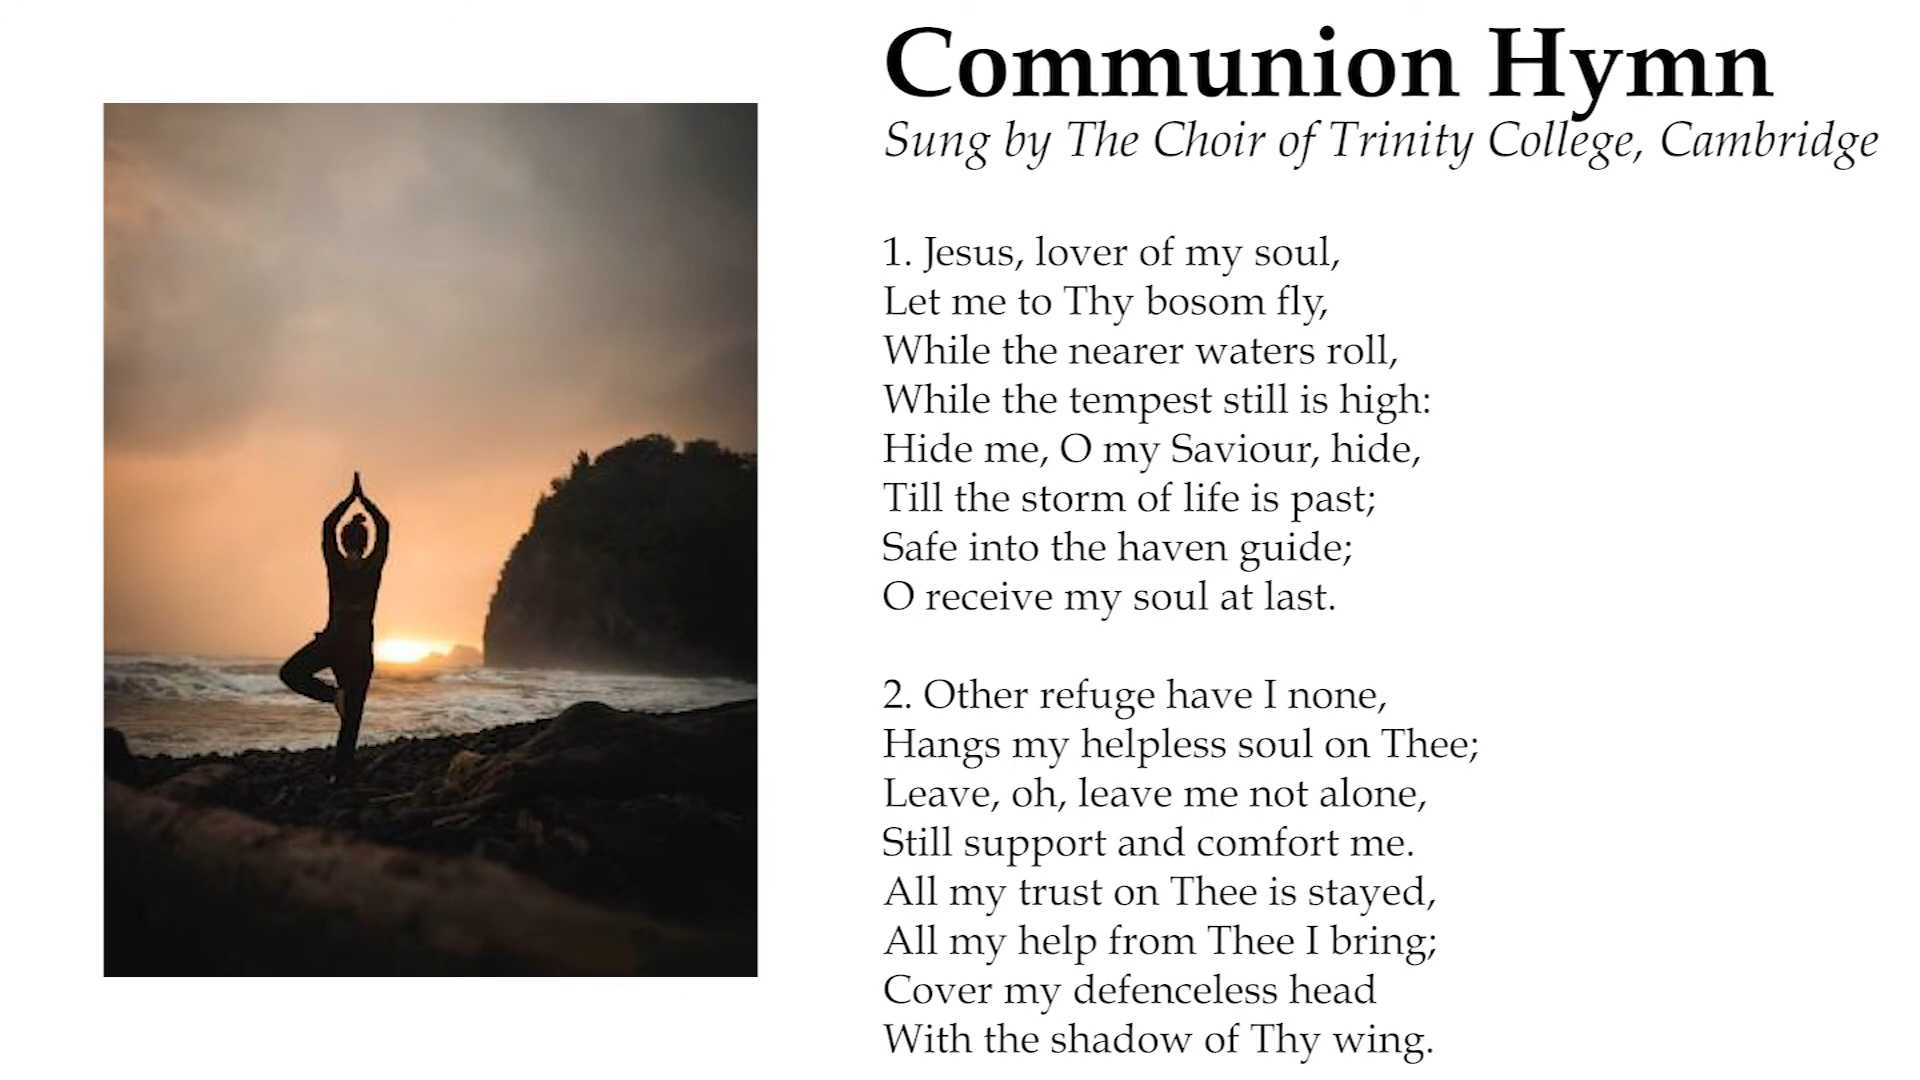 Communion Hymn
Sung by The Choir of Trinity College, Cambridge
1. Jesus, lover of my soul,
Let me to Thy bosom fly,
While the nearer waters roll,
While the tempest still is high:
Hide me, O my Saviour, hide,
Till the storm of life is past;
Safe into the haven guide;
O receive my soul at last.
2. Other refuge have I none,
Hangs my helpless soul on Thee;
Leave, oh, leave me not alone,
Still support and comfort me.
All my trust on Thee is stayed,
All my help from Thee I bring;
Cover my defenceless head
With the shadow of Thy wing.